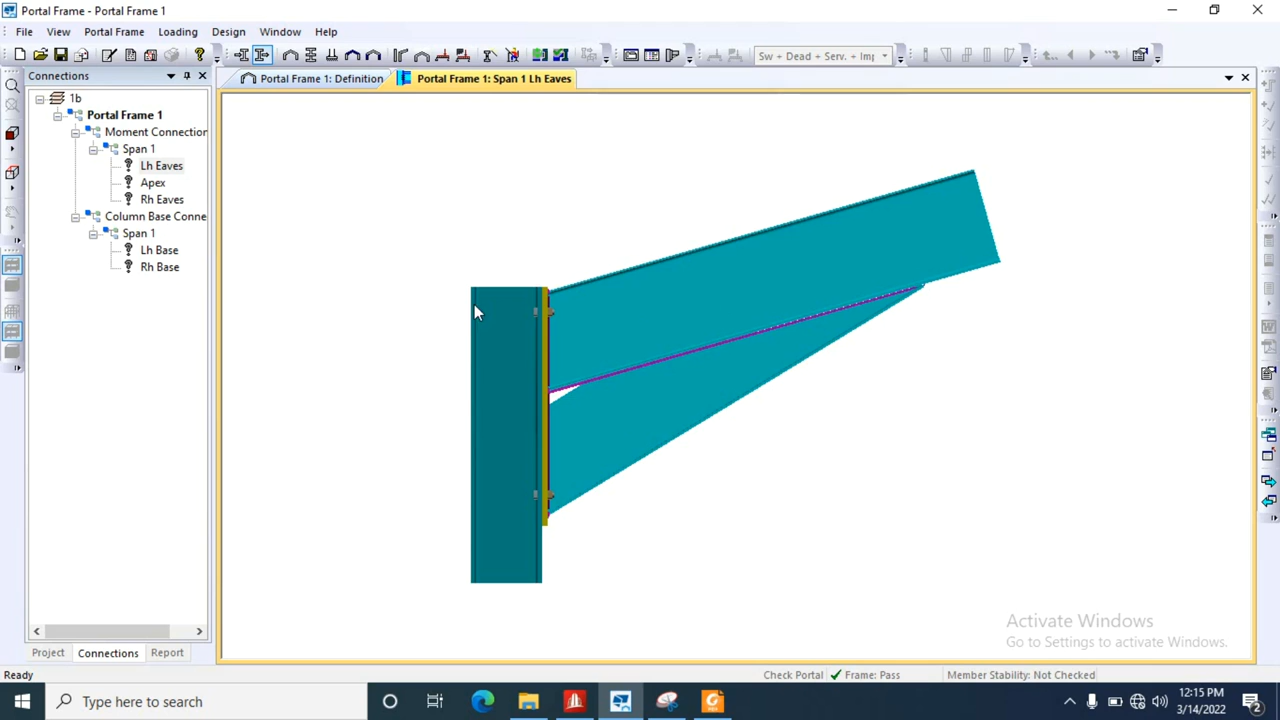 Portal Frame - Portal Frame 1
File View Portal Frame Loading Design Window Help
Sw + Dead + Serv. + Imp
Connections
Portal Frame 1: Definition
Portal Frame 1: Span 1 Lh Eaves
1b
Portal Frame 1
Moment Connection
Span 1
Lh Eaves
Apex
Rh Eaves
Column Base Conne
Span 1
Lh Base
Rh Base
Activate Windows
Go to Settings to activate Windows.
Project Connections Report
Ready
Check Portal Frame: Pass Member Stability: Not Checked
Type here to search
12:15 PM
3/14/2022
2